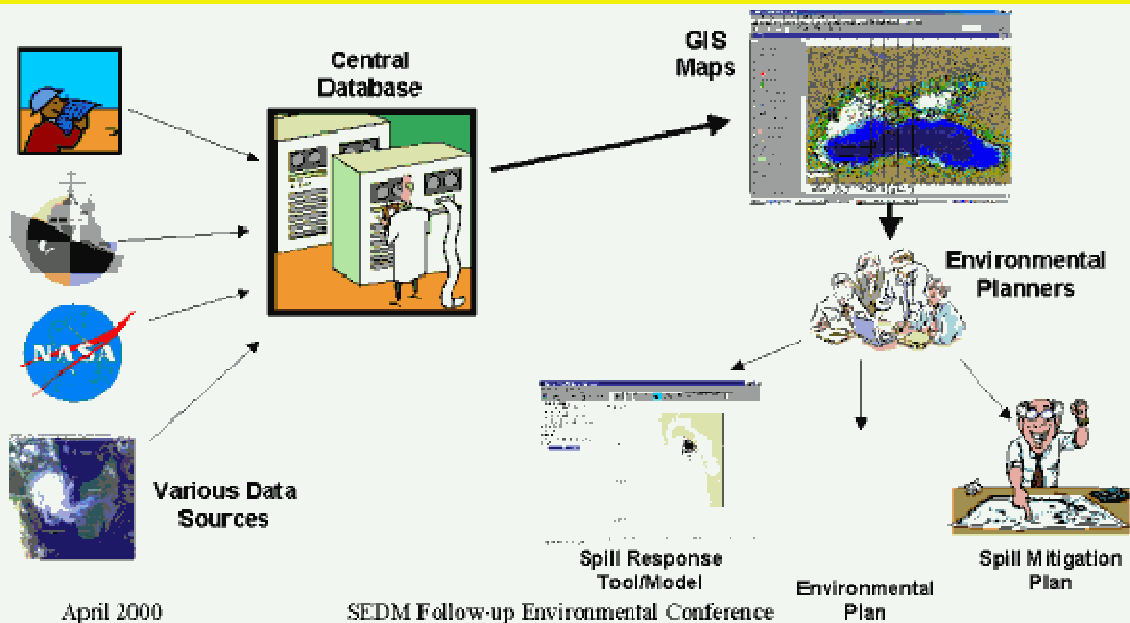 Central
Database
GIS
Maps
NASA
Environmental
Planners
Various Data
Sources
Spill Response
Tool/Model
Environmental
Plan
Spill Mitigation
Plan
April 2000
SEDM Follow-up Environmental Conference